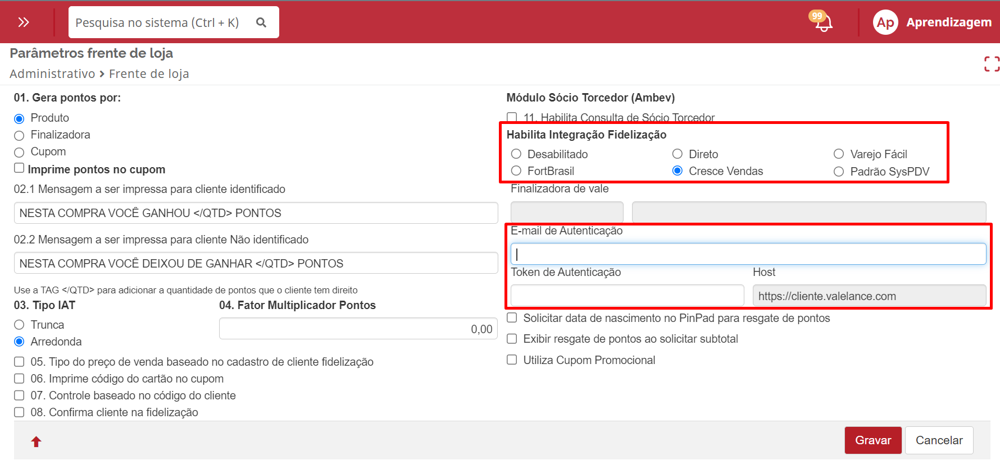 Pesquisa no sistema (Ctrl + K)
99
Ap
Aprendizagem
Parâmetros frente de loja
Administrativo > Frente de loja
01. Gera pontos por:
Produto
Finalizadora
Cupom
Imprime pontos no cupom
02.1 Mensagem a ser impressa para cliente identificado
NESTA COMPRA VOCÊ GANHOU </QTD> PONTOS
02.2 Mensagem a ser impressa para cliente Não identificado
NESTA COMPRA VOCÊ DEIXOU DE GANHAR </QTD> PONTOS
Use a TAG </QTD> para adicionar a quantidade de pontos que o cliente tem direito
03. Tipo IAT
Trunca
Arredonda
04. Fator Multiplicador Pontos
0,00
05. Tipo do preço de venda baseado no cadastro de cliente fidelização
06. Imprime código do cartão no cupom
07. Controle baseado no código do cliente
08. Confirma cliente na fidelização
Módulo Sócio Torcedor (Ambev)
11. Habilita Consulta de Sócio Torcedor
Habilita Integração Fidelização
Desabilitado
Direto
Varejo Fácil
FortBrasil
Cresce Vendas
Padrão SysPDV
Finalizadora de vale
E-mail de Autenticação
Token de Autenticação
Host
https://cliente.valelance.com
Solicitar data de nascimento no PinPad para resgate de pontos
Exibir resgate de pontos ao solicitar subtotal
Utiliza Cupom Promocional
Gravar
Cancelar